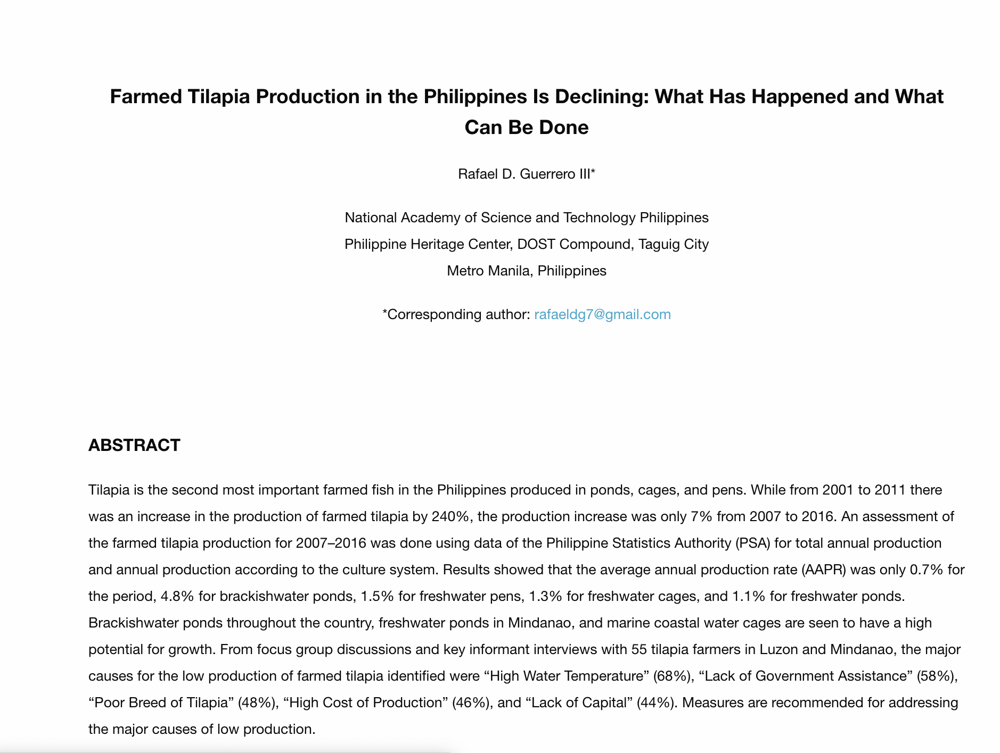 Farmed Tilapia Production in the Philippines Is Declining: What Has Happened and What
Can Be Done
Rafael D. Guerrero III*
National Academy of Science and Technology Philippines
Philippine Heritage Center, DOST Compound, Taguig City
Metro Manila, Philippines
*Corresponding author: rafaeldg7@gmail.com
ABSTRACT
Tilapia is the second most important farmed fish in the Philippines produced in ponds, cages, and pens. While from 2001 to 2011 there
was an increase in the production of farmed tilapia by 240%, the production increase was only 7% from 2007 to 2016. An assessment of
the farmed tilapia production for 2007–2016 was done using data of the Philippine Statistics Authority (PSA) for total annual production
and annual production according to the culture system. Results showed that the average annual production rate (AAPR) was only 0.7% for
the period, 4.8% for brackishwater ponds, 1.5% for freshwater pens, 1.3% for freshwater cages, and 1.1% for freshwater ponds.
Brackishwater ponds throughout the country, freshwater ponds in Mindanao, and marine coastal water cages are seen to have a high
potential for growth. From focus group discussions and key informant interviews with 55 tilapia farmers in Luzon and Mindanao, the major
causes for the low production of farmed tilapia identified were “High Water Temperature” (68%), “Lack of Government Assistance” (58%),
“Poor Breed of Tilapia” (48%), “High Cost of Production” (46%), and “Lack of Capital” (44%). Measures are recommended for addressing
the major causes of low production.